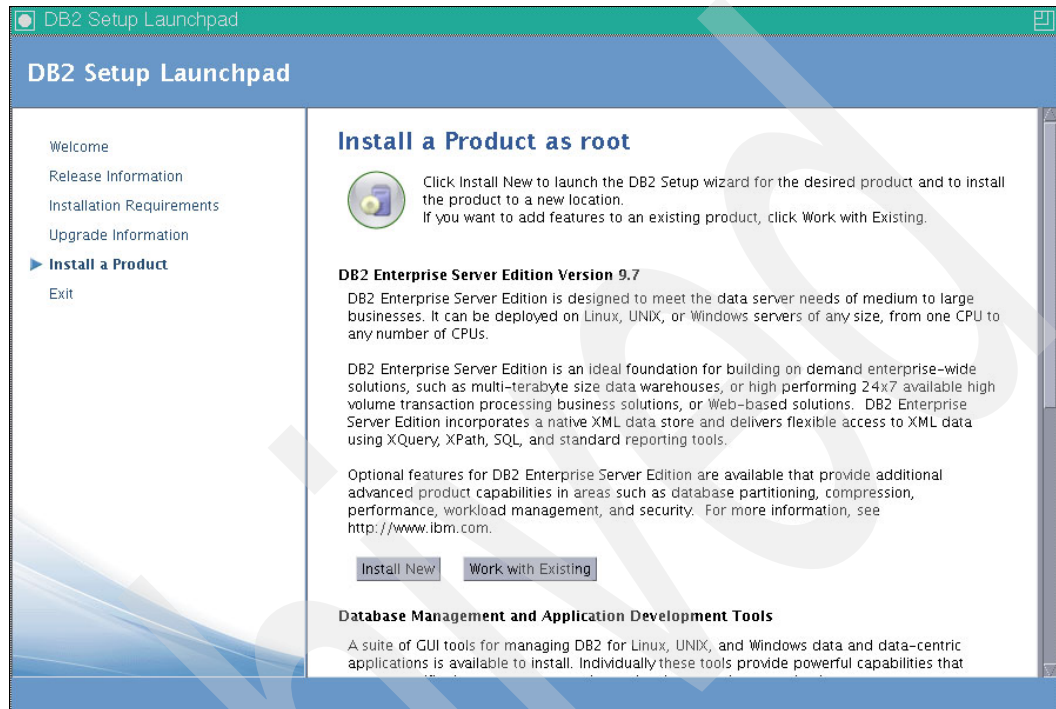 DB2 Setup Launchpad
DB2 Setup Launchpad
Welcome
Release Information
Installation Requirements
Upgrade Information
Install a Product
Exit
Install a Product as root
Click Install New to launch the DB2 Setup wizard for the desired product and to install
the product to a new location.
If you want to add features to an existing product, click Work with Existing.
DB2 Enterprise Server Edition Version 9.7
DB2 Enterprise Server Edition is designed to meet the data server needs of medium to large
businesses. It can be deployed on Linux, UNIX, or Windows servers of any size, from one CPU to
any number of CPUs.
DB2 Enterprise Server Edition is an ideal foundation for building on demand enterprise-wide
solutions, such as multi-terabyte size data warehouses, or high performing 24x7 available high
volume transaction processing business solutions, or Web-based solutions. DB2 Enterprise
Server Edition incorporates a native XML data store and delivers flexible access to XML data
using XQuery, XPath, SQL, and standard reporting tools.
Optional features for DB2 Enterprise Server Edition are available that provide additional
advanced product capabilities in areas such as database partitioning, compression,
performance, workload management, and security. For more information, see
http://www.ibm.com.
Install New Work with Existing
Database Management and Application Development Tools
A suite of GUI tools for managing DB2 for Linux, UNIX, and Windows data and data-centric
applications is available to install. Individually these tools provide powerful capabilities that